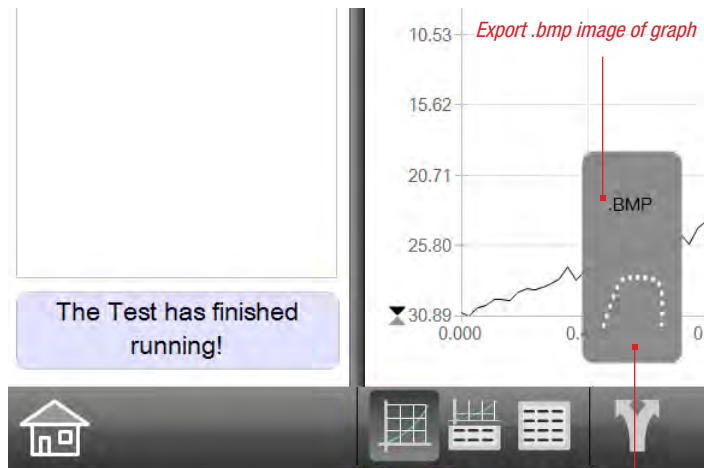 10.53
Export .bmp image of graph
15.62
20.71
.BMP
25.80
The Test has finished
running!
30.89
0.000